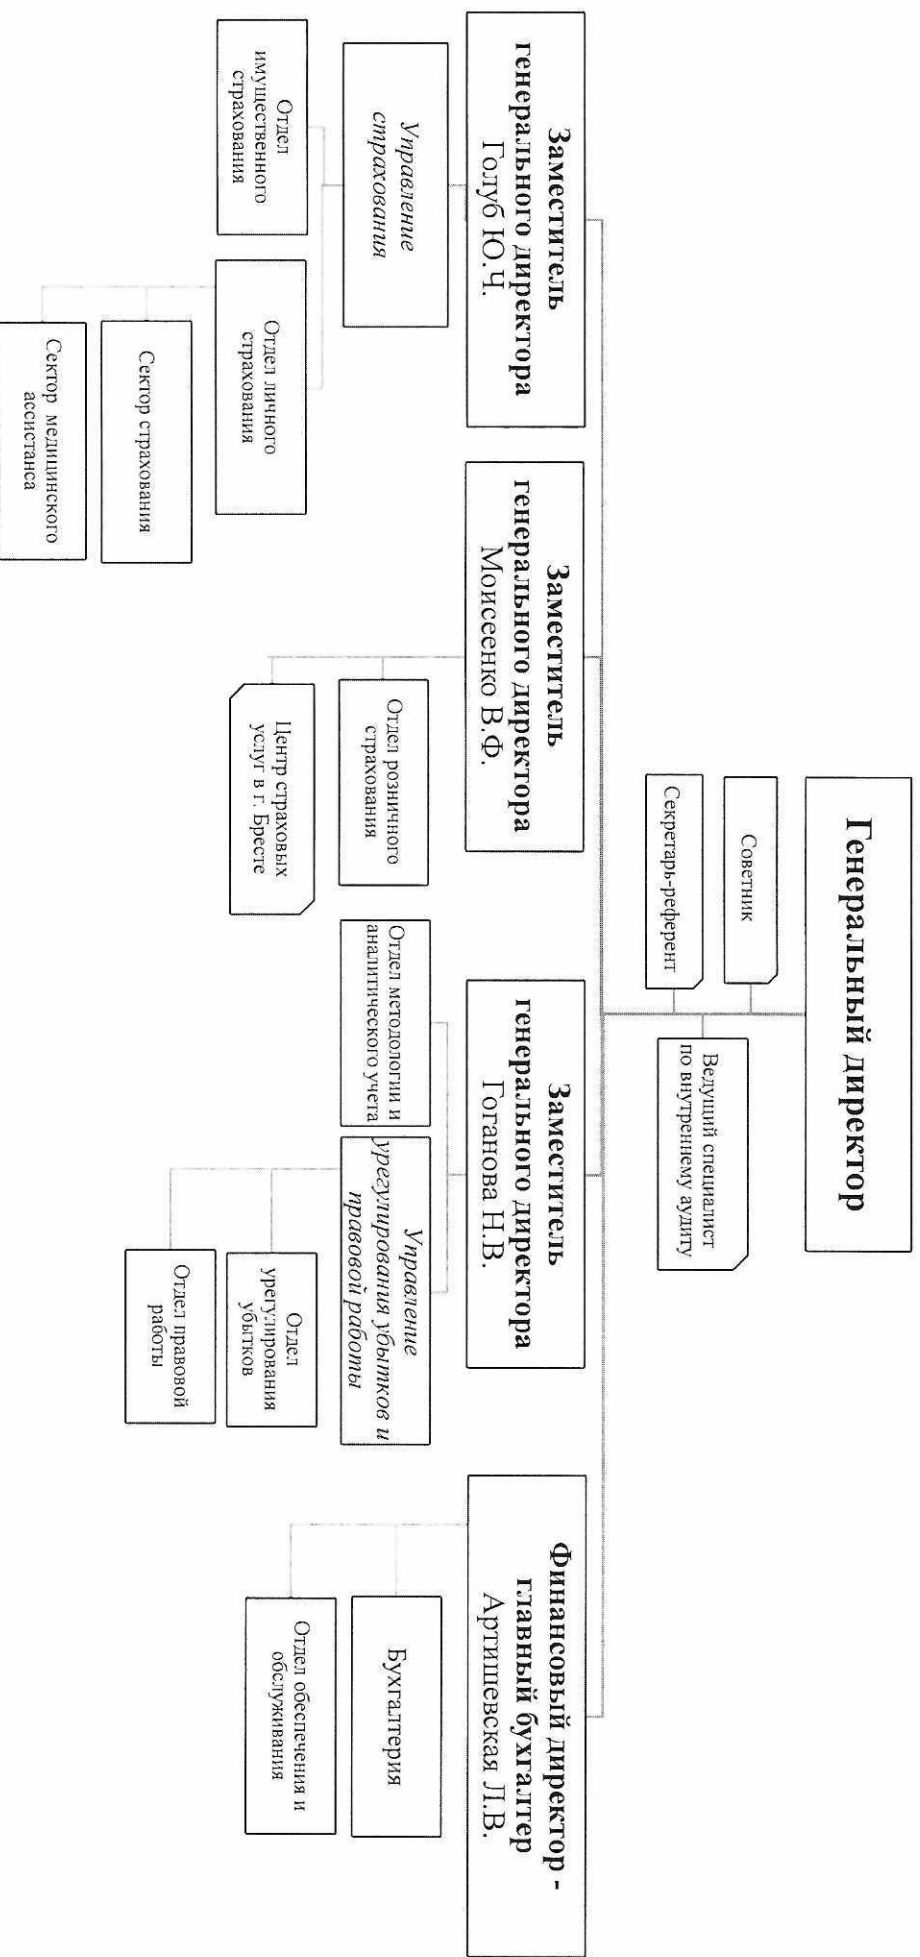 Генеральный директор
Советник
Секретарь-референт
Ведущий специалист
по внутреннему аудиту
Заместитель
генерального директора
Голуб Ю.Ч.
Заместитель
генерального директора
Моисеенко В.Ф.
Заместитель
генерального директора
Гоганова Н.В.
Финансовый директор -
главный бухгалтер
Артишевская Л.В.
Управление
страхования
Отдел
имущественного
страхования
Отдел личного
страхования
Сектор страхования
Сектор медицинского
ассистанса
Отдел розничного
страхования
Центр страховых
услуг в г. Бресте
Отдел методологии и
аналитического учета
Управление
урегулирования убытков и
правовой работы
Отдел
урегулирования
убытков
Отдел правовой
работы
Бухгалтерия
Отдел обеспечения и
обслуживания